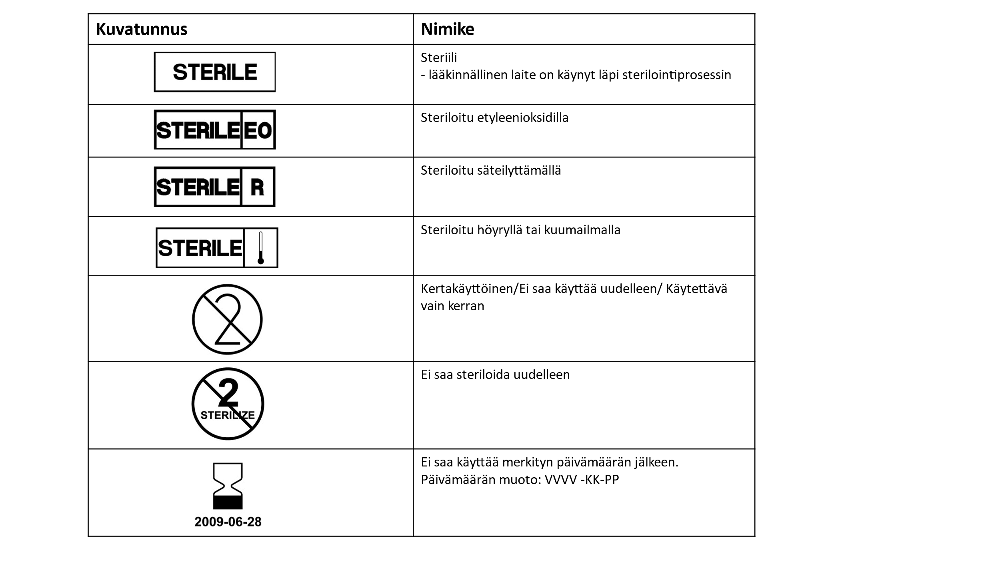 Kuvatunnus
Nimike
STERILE
Steriili
- lääkinnällinen laite on käynyt läpi sterilointiprosessin
STERILE EO
Steriloitu etyleenioksidilla
STERILE R
Steriloitu säteilyttämällä
STERILE
Steriloitu höyryllä tai kuumailmalla
2
Kertakäyttöinen/Ei saa käyttää uudelleen/ Käytettävä
vain kerran
2
STERILIZE
Ei saa steriloida uudelleen
Ei saa käyttää merkityn päivämäärän jälkeen.
Päivämäärän muoto: VVVV -KK-PP
2009-06-28